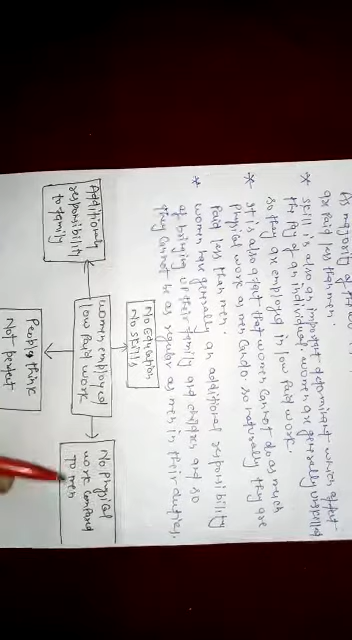 As majority of
are paid less than men.
* skill is also an important determinant which affect-
the pay of an individual. women are generally unskilled
so they are employed in low paid work.
* It is also a fact that women cannot do as much
physical work as men can do. so naturally they are
paid less than men.
* women have generally an additional responsibility
of bringing up their family and children and so
they cannot be as regular as men in their duties.
No Education
No skills
Additional
responsibility
to family
women employed
low paid work
No Physical
work compared
To men
People think
Not perfect